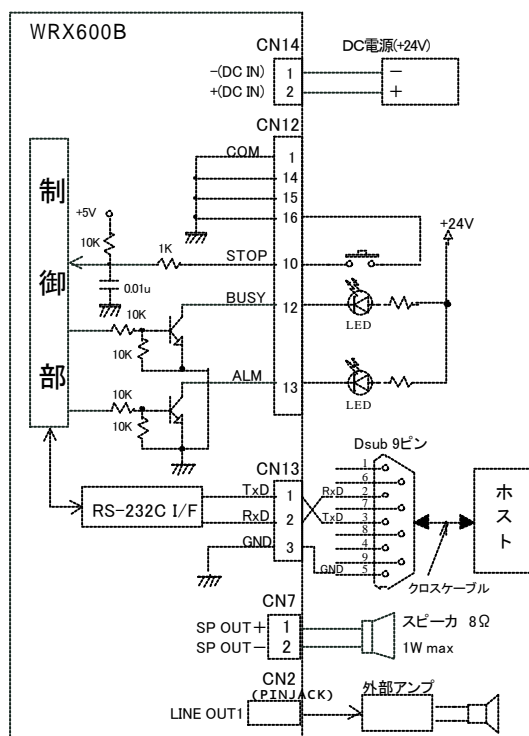 WRX600B
CN14
DC電源(+24V)
−(DC IN) 1 −
+(DC IN) 2 +
CN12
COM 1
14
15
16
制御部
+5V
10K
1K
STOP 10
0.01u
+24V
BUSY 12
LED
10K
10K
ALM 13
LED
10K
10K
CN13
Dsub 9ピン
RS-232C I/F
TxD 1
RxD 2
GND 3
RxD
TxD
GND
1
6
2
7
3
8
4
9
5
ホスト
クロスケーブル
CN7
SP OUT+ 1
SP OUT− 2
スピーカ 8Ω
1W max
CN2
(PINJACK)
LINE OUT1
外部アンプ